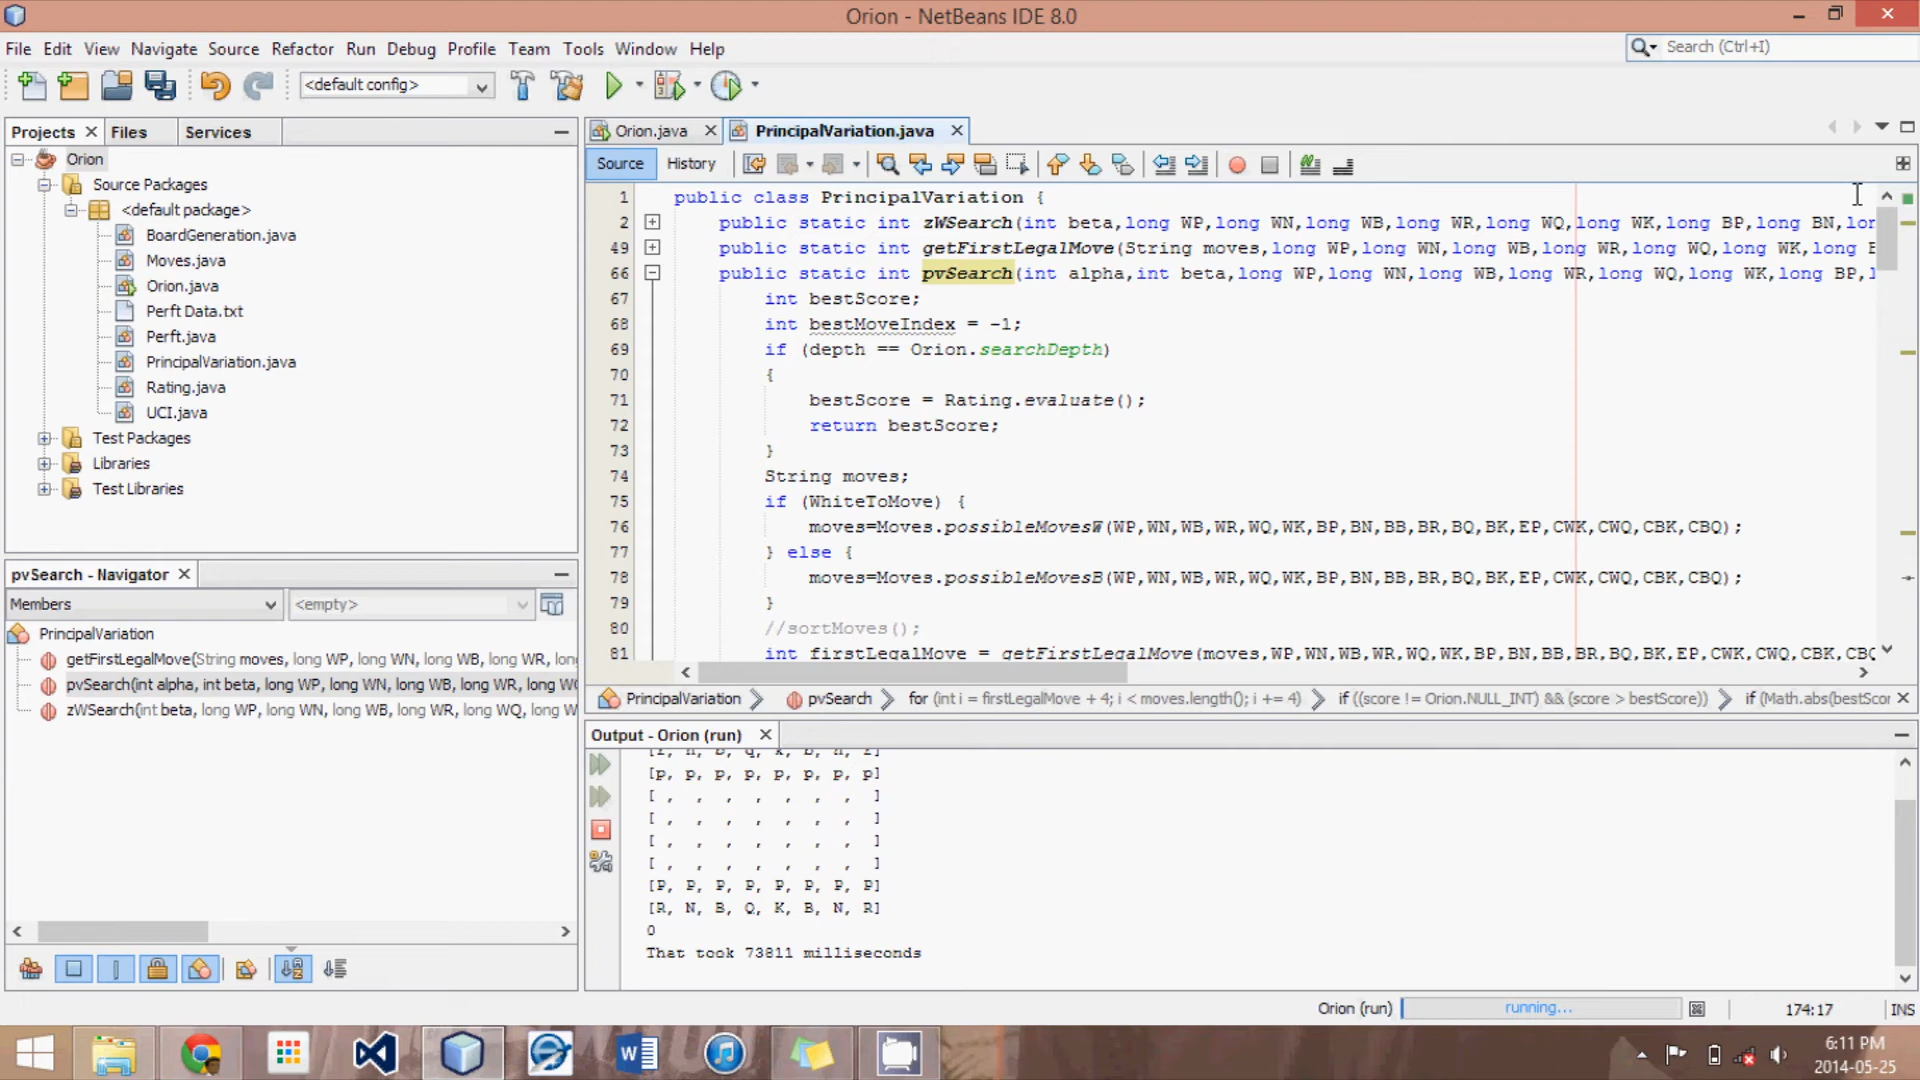 Orion - NetBeans IDE 8.0
File Edit View Navigate Source Refactor Run Debug Profile Team Tools Window Help
Search (Ctrl+I)
<default config>
Projects Files Services
Orion
Source Packages
<default package>
BoardGeneration.java
Moves.java
Orion.java
Perft Data.txt
Perft.java
PrincipalVariation.java
Rating.java
UCI.java
Test Packages
Libraries
Test Libraries
pvSearch - Navigator
Members <empty>
PrincipalVariation
getFirstLegalMove(String moves, long WP, long WN, long WB, long WR, long
pvSearch(int alpha, int beta, long WP, long WN, long WB, long WR, long WQ
zWSearch(int beta, long WP, long WN, long WB, long WR, long WQ, long W
Orion.java PrincipalVariation.java
Source History
1 public class PrincipalVariation {
2 public static int zWSearch(int beta,long WP,long WN,long WB,long WR,long WQ,long WK,long BP,long BN,lon
49 public static int getFirstLegalMove(String moves,long WP,long WN,long WB,long WR,long WQ,long WK,long B
66 public static int pvSearch(int alpha,int beta,long WP,long WN,long WB,long WR,long WQ,long WK,long BP,l
67 int bestScore;
68 int bestMoveIndex = -1;
69 if (depth == Orion.searchDepth)
70 {
71 bestScore = Rating.evaluate();
72 return bestScore;
73 }
74 String moves;
75 if (WhiteToMove) {
76 moves=Moves.possibleMovesW(WP,WN,WB,WR,WQ,WK,BP,BN,BB,BR,BQ,BK,EP,CWK,CWQ,CBK,CBQ);
77 } else {
78 moves=Moves.possibleMovesB(WP,WN,WB,WR,WQ,WK,BP,BN,BB,BR,BQ,BK,EP,CWK,CWQ,CBK,CBQ);
79 }
80 //sortMoves();
81 int firstLegalMove = getFirstLegalMove(moves,WP,WN,WB,WR,WQ,WK,BP,BN,BB,BR,BQ,BK,EP,CWK,CWQ,CBK,CBQ
PrincipalVariation pvSearch for (int i = firstLegalMove + 4; i < moves.length(); i += 4) if ((score != Orion.NULL_INT) && (score > bestScore)) if (Math.abs(bestScor
Output - Orion (run)
[r, n, b, q, k, b, n, r]
[p, p, p, p, p, p, p, p]
[ , , , , , , , ]
[ , , , , , , , ]
[ , , , , , , , ]
[ , , , , , , , ]
[P, P, P, P, P, P, P, P]
[R, N, B, Q, K, B, N, R]
0
That took 73811 milliseconds
Orion (run) running... 174:17 INS
6:11 PM
2014-05-25